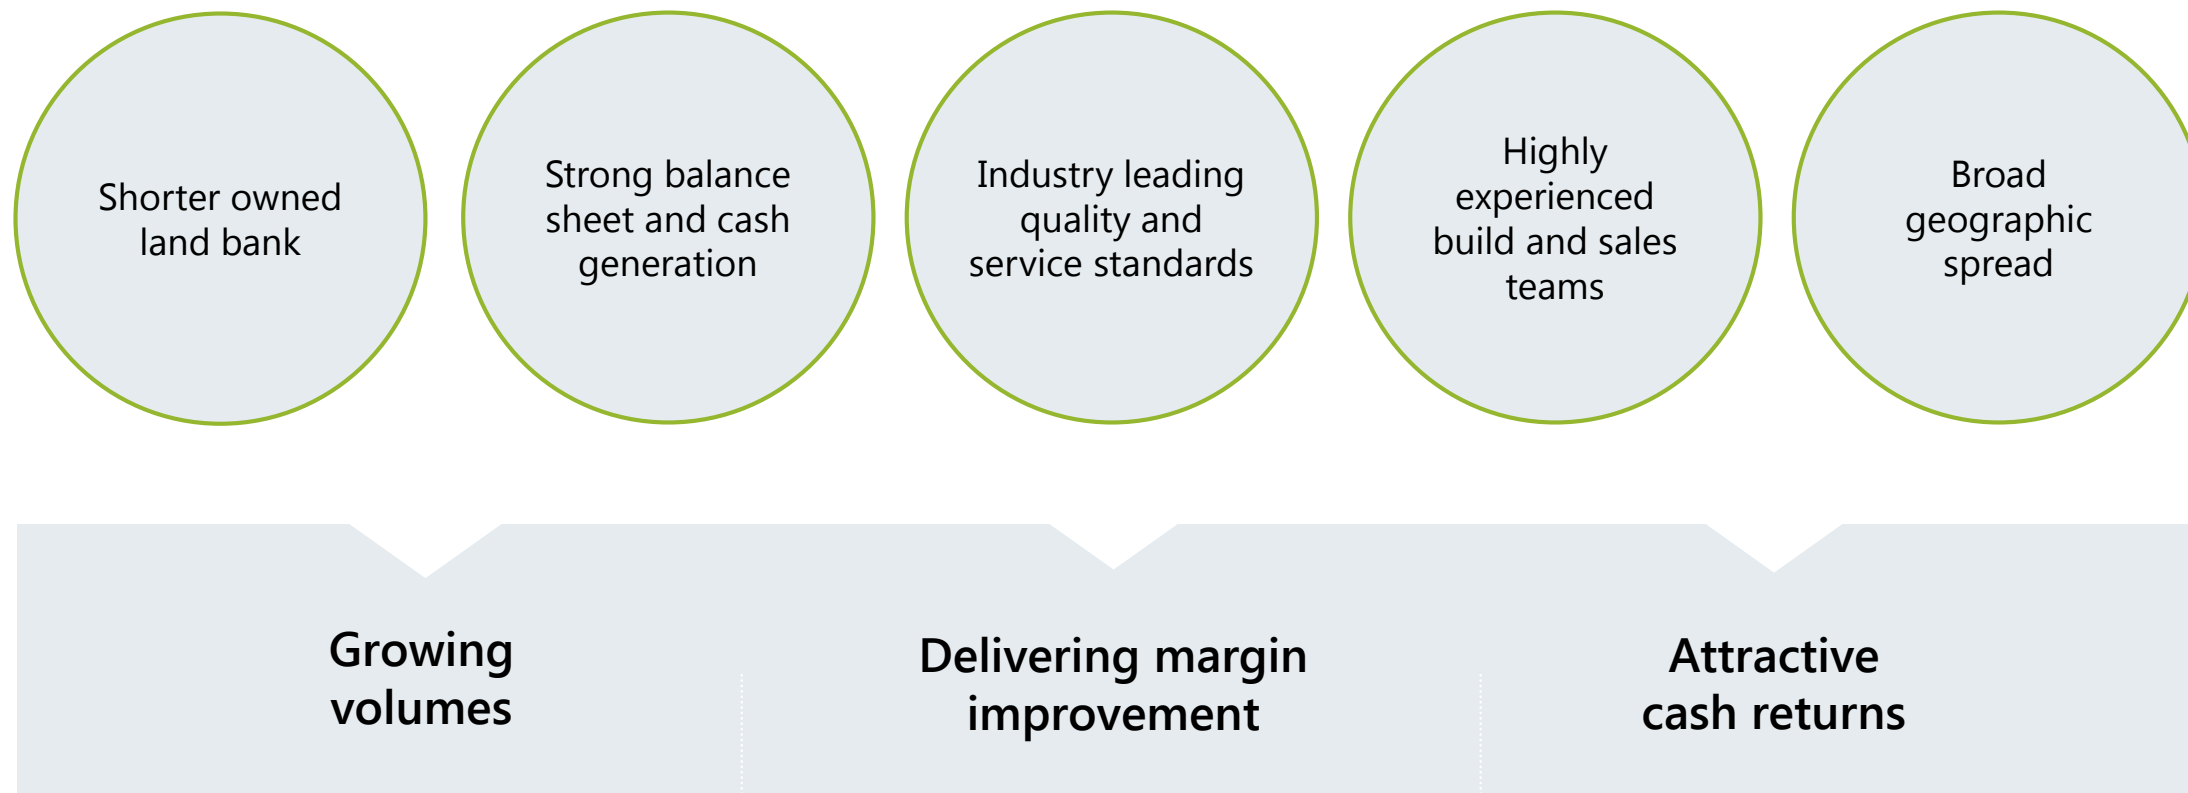 Shorter owned
land bank
Strong balance
sheet and cash
generation
Industry leading
quality and
service standards
Highly
experienced
build and sales
teams
Broad
geographic
spread
Growing
volumes
Delivering margin
improvement
Attractive
cash returns